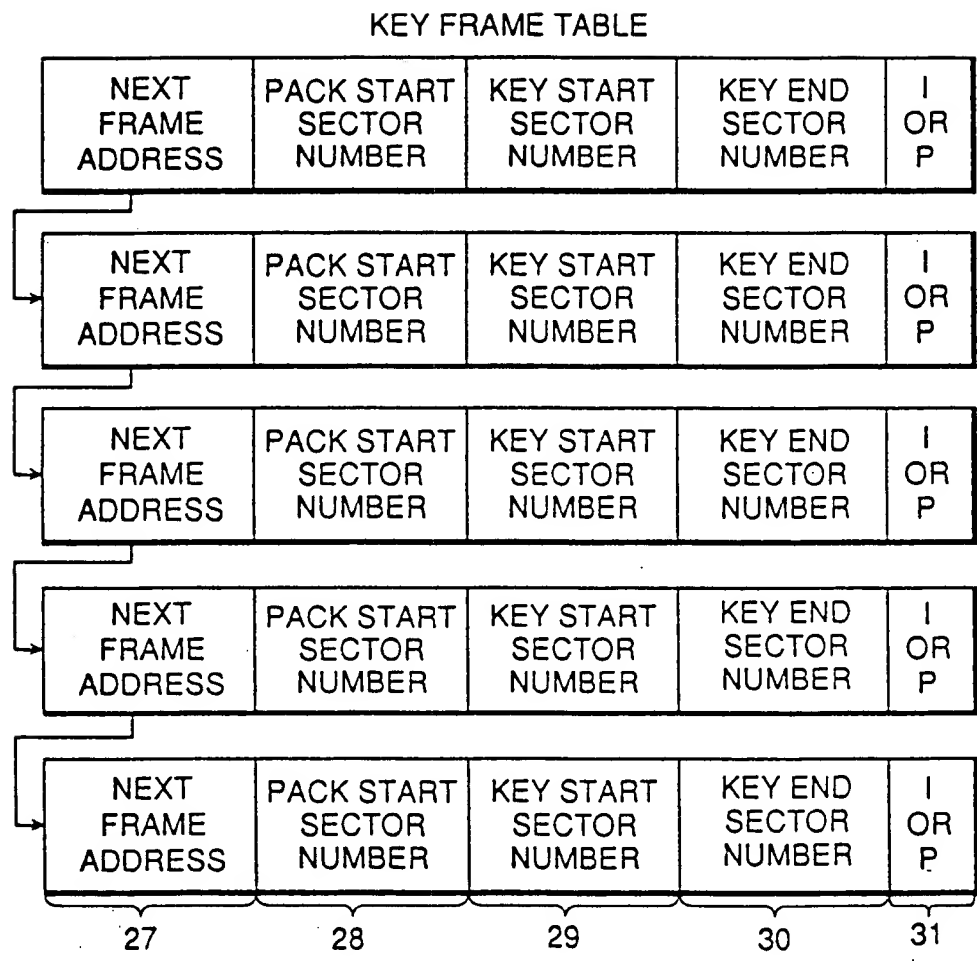 KEY FRAME TABLE
NEXT FRAME ADDRESS
PACK START SECTOR NUMBER
KEY START SECTOR NUMBER
KEY END SECTOR NUMBER
I OR P
NEXT FRAME ADDRESS
PACK START SECTOR NUMBER
KEY START SECTOR NUMBER
KEY END SECTOR NUMBER
I OR P
NEXT FRAME ADDRESS
PACK START SECTOR NUMBER
KEY START SECTOR NUMBER
KEY END SECTOR NUMBER
I OR P
NEXT FRAME ADDRESS
PACK START SECTOR NUMBER
KEY START SECTOR NUMBER
KEY END SECTOR NUMBER
I OR P
NEXT FRAME ADDRESS
PACK START SECTOR NUMBER
KEY START SECTOR NUMBER
KEY END SECTOR NUMBER
I OR P
27 28 29 30 31